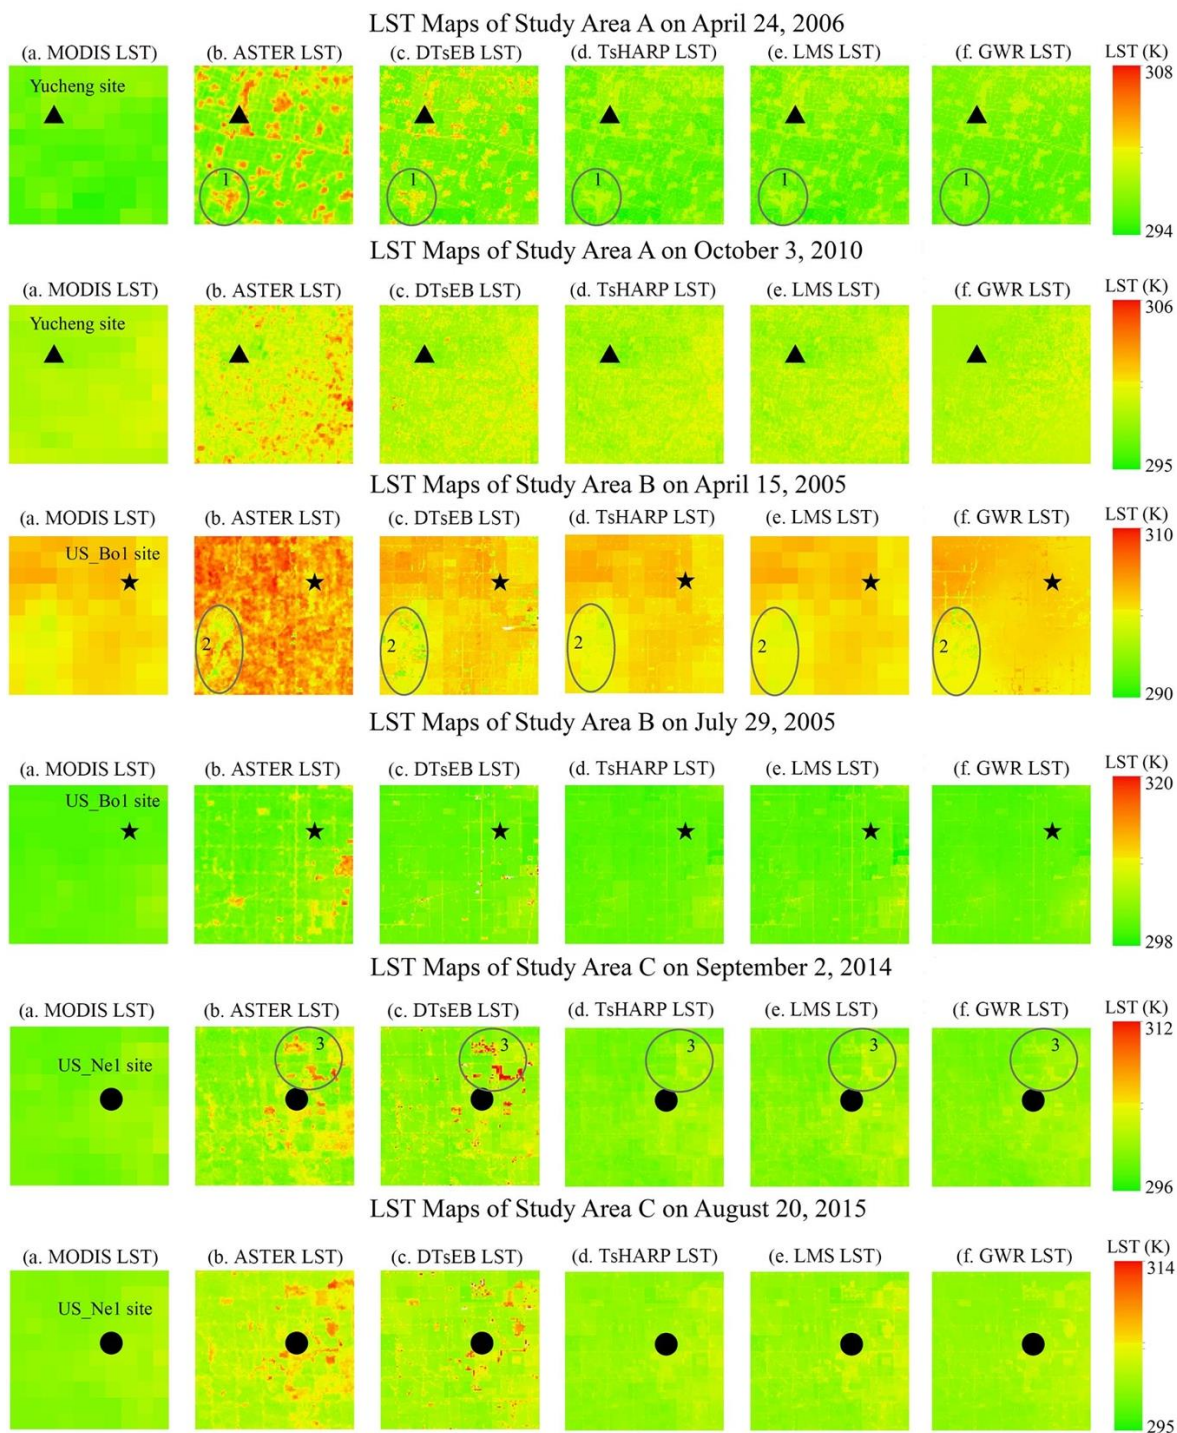 LST Maps of Study Area A on April 24, 2006
(a. MODIS LST) (b. ASTER LST) (c. DTsEB LST) (d. TsHARP LST) (e. LMS LST) (f. GWR LST) LST (K)
308
Yucheng site
1 1 1 1 1
294
LST Maps of Study Area A on October 3, 2010
(a. MODIS LST) (b. ASTER LST) (c. DTsEB LST) (d. TsHARP LST) (e. LMS LST) (f. GWR LST) LST (K)
306
Yucheng site
295
LST Maps of Study Area B on April 15, 2005
(a. MODIS LST) (b. ASTER LST) (c. DTsEB LST) (d. TsHARP LST) (e. LMS LST) (f. GWR LST) LST (K)
310
US_Bo1 site
2 2 2 2 2
290
LST Maps of Study Area B on July 29, 2005
(a. MODIS LST) (b. ASTER LST) (c. DTsEB LST) (d. TsHARP LST) (e. LMS LST) (f. GWR LST) LST (K)
320
US_Bo1 site
298
LST Maps of Study Area C on September 2, 2014
(a. MODIS LST) (b. ASTER LST) (c. DTsEB LST) (d. TsHARP LST) (e. LMS LST) (f. GWR LST) LST (K)
312
3 3 3 3 3
US_Ne1 site
296
LST Maps of Study Area C on August 20, 2015
(a. MODIS LST) (b. ASTER LST) (c. DTsEB LST) (d. TsHARP LST) (e. LMS LST) (f. GWR LST) LST (K)
314
US_Ne1 site
295